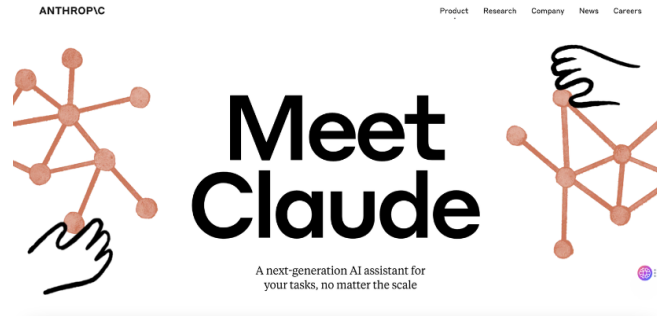 ANTHROP\C
Product Research Company News Careers
Meet
Claude
A next-generation AI assistant for
your tasks, no matter the scale